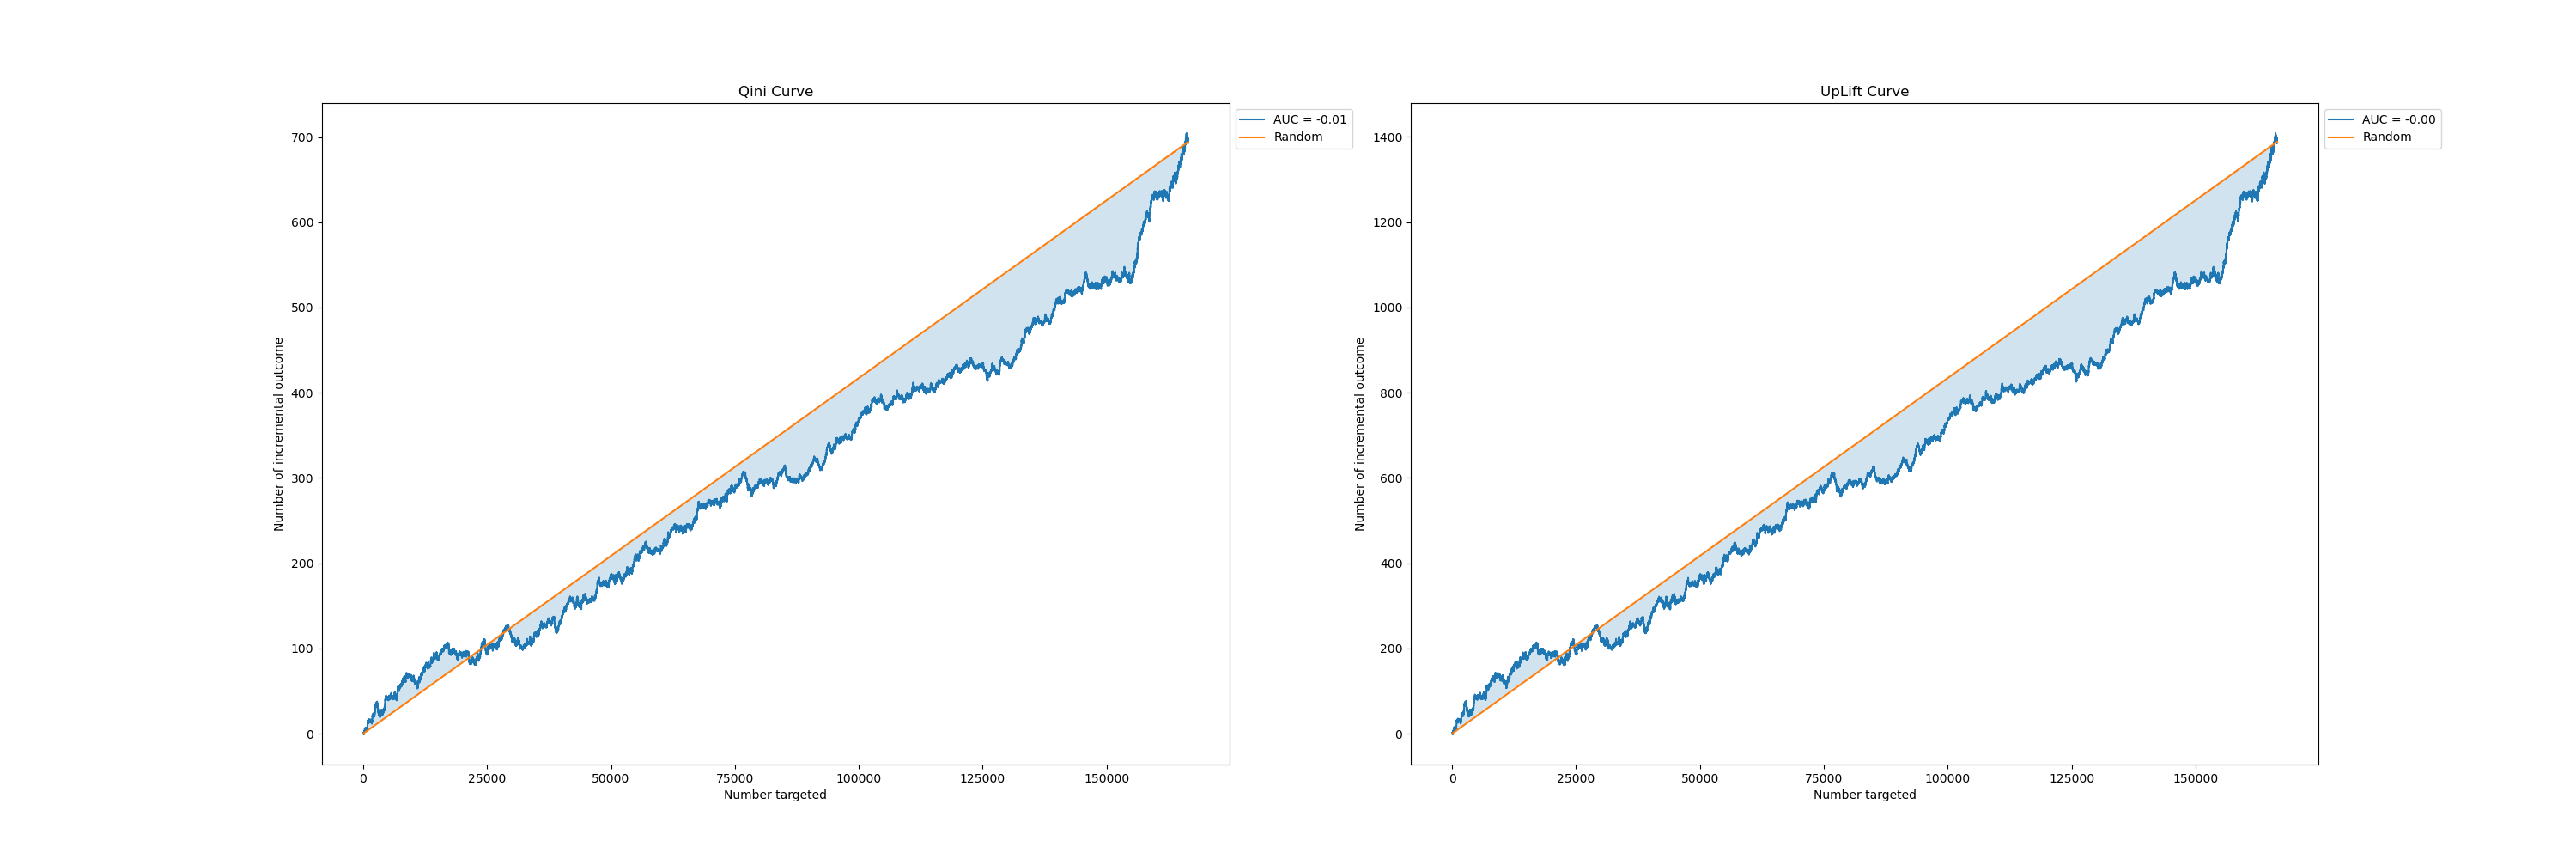 Qini Curve
700
600
500
400
300
200
100
0
Number of incremental outcome
0 25000 50000 75000 100000 125000 150000
Number targeted
AUC = -0.01
Random
UpLift Curve
1400
1200
1000
800
600
400
200
0
Number of incremental outcome
0 25000 50000 75000 100000 125000 150000
Number targeted
AUC = -0.00
Random